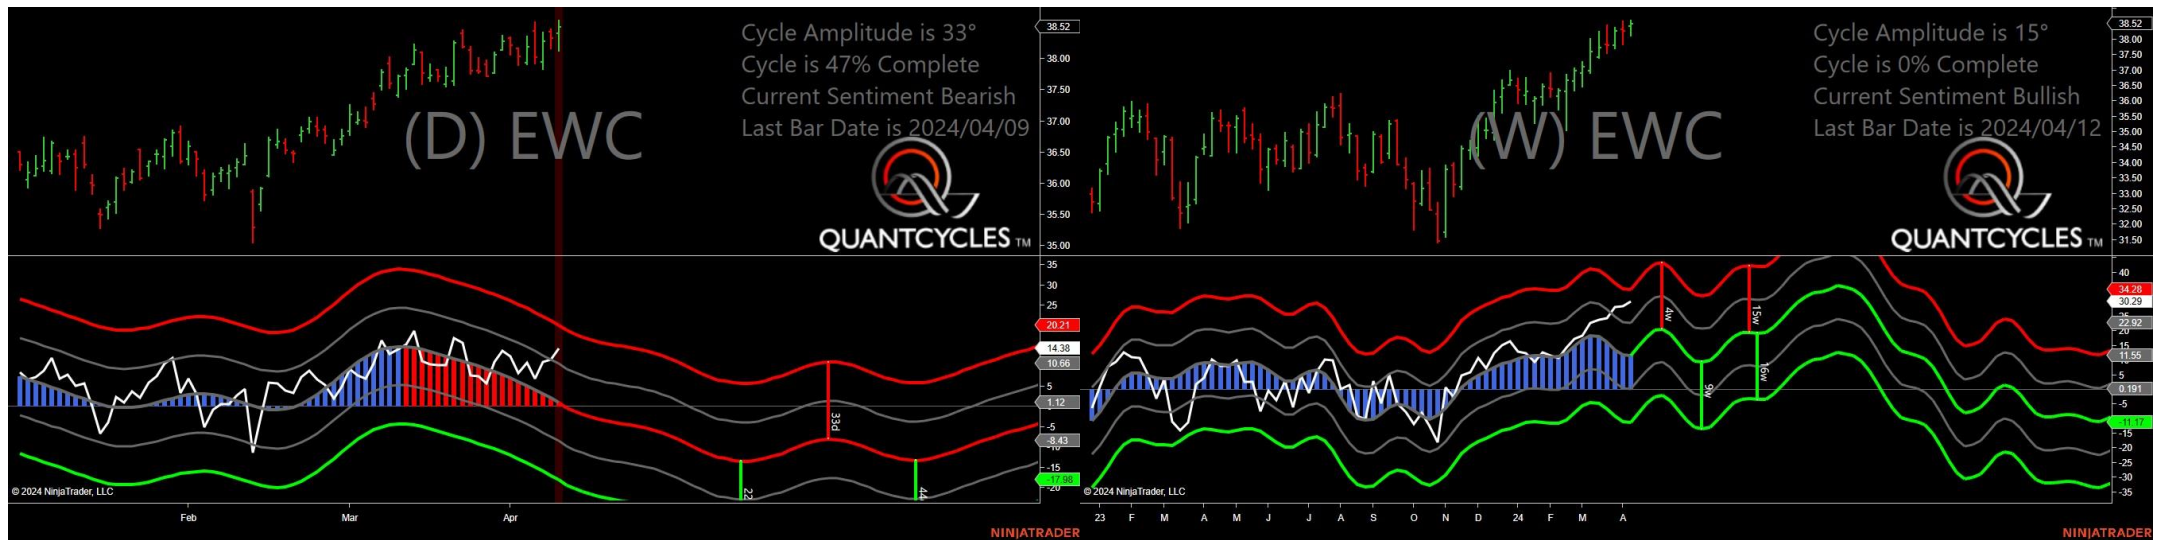 Cycle Amplitude is 33°
Cycle is 47% Complete
Current Sentiment Bearish
Last Bar Date is 2024/04/09
(D) EWC
QUANTCYCLES TM
38.52
38.00
37.50
37.00
36.50
36.00
35.50
35.00
35
30
25
20.21
14.38
10.66
5
1.12
-5
-8.43
-10
-15
-17.98
-20
33d
22
44
© 2024 NinjaTrader, LLC
Feb Mar Apr
NINJATRADER
Cycle Amplitude is 15°
Cycle is 0% Complete
Current Sentiment Bullish
Last Bar Date is 2024/04/12
(W) EWC
QUANTCYCLES TM
38.52
38.00
37.50
37.00
36.50
36.00
35.50
35.00
34.50
34.00
33.50
33.00
32.50
32.00
31.50
40
34.28
30.29
25
22.92
20
15
11.55
5
0.191
-5
-11.17
-15
-20
-25
-30
-35
4w
9w
15w
16w
© 2024 NinjaTrader, LLC
23 F M A M J J A S O N D 24 F M A
NINJATRADER